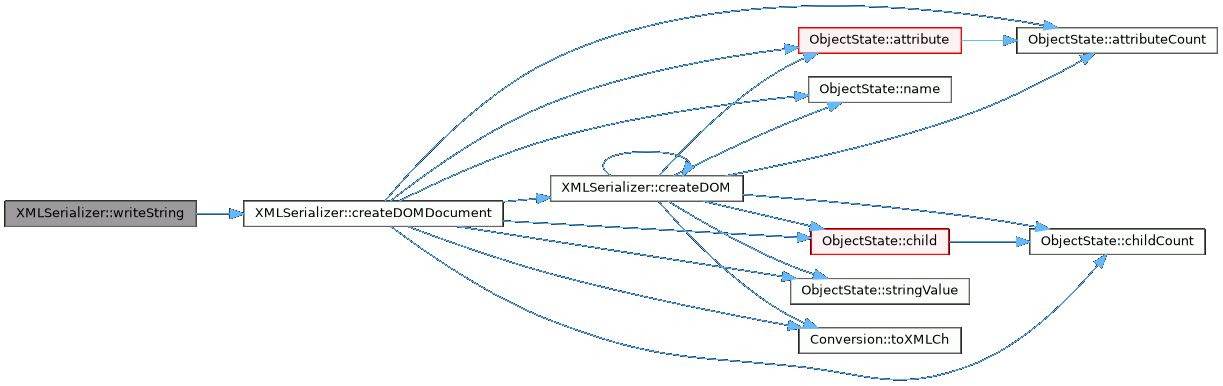 XMLSerializer::writeString
XMLSerializer::createDOMDocument
ObjectState::attribute
ObjectState::attributeCount
ObjectState::name
XMLSerializer::createDOM
ObjectState::child
ObjectState::childCount
ObjectState::stringValue
Conversion::toXMLCh